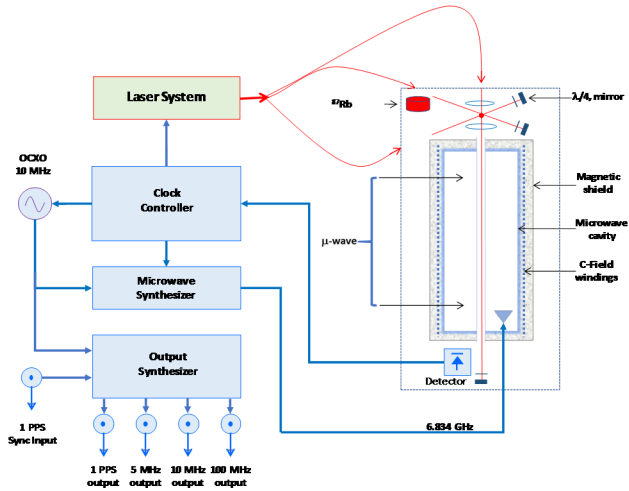 Laser System
⁸⁷Rb
λ/4, mirror
OCXO
10 MHz
Clock
Controller
Magnetic
shield
μ-wave
Microwave
cavity
Microwave
Synthesizer
C-Field
windings
Output
Synthesizer
Detector
1 PPS
Sync Input
6.834 GHz
1 PPS
output
5 MHz
output
10 MHz
output
100 MHz
output